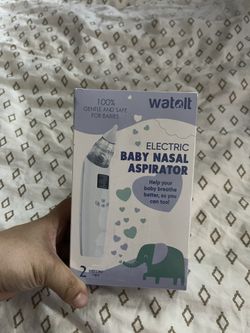 100%
GENTLE AND SAFE
FOR BABIES
watolt
ELECTRIC
BABY NASAL
ASPIRATOR
Help your
baby breathe
better, so you
can too!
2